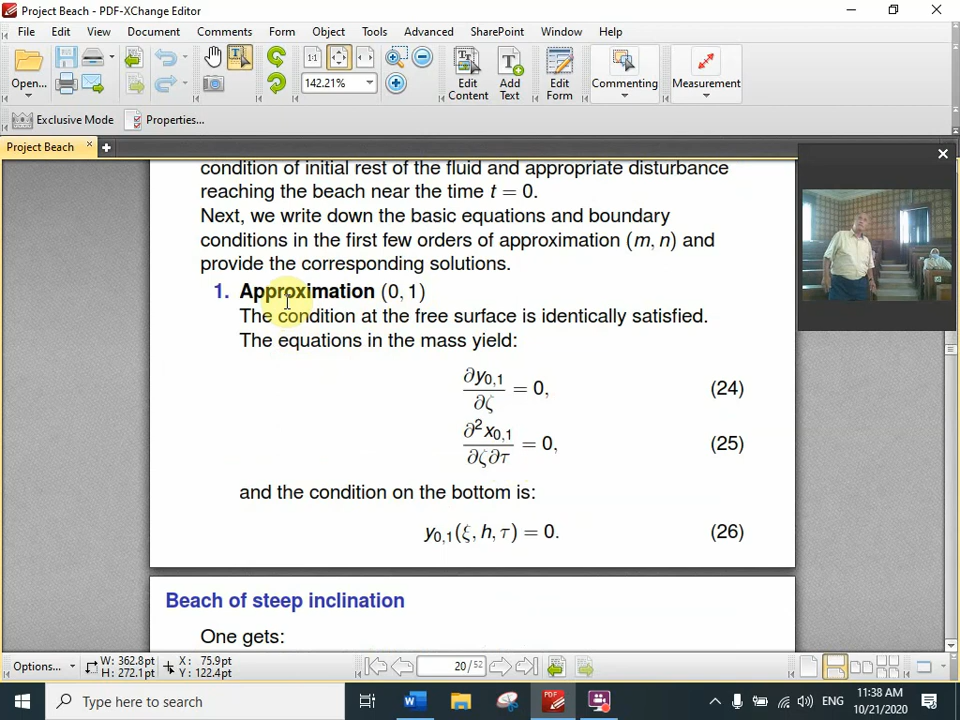 Project Beach - PDF-XChange Editor
File Edit View Document Comments Form Object Tools Advanced SharePoint Window Help
Open...
142.21%
Edit Content
Add Text
Edit Form
Commenting
Measurement
Exclusive Mode Properties...
Project Beach
condition of initial rest of the fluid and appropriate disturbance
reaching the beach near the time t = 0.
Next, we write down the basic equations and boundary
conditions in the first few orders of approximation (m, n) and
provide the corresponding solutions.
1. Approximation (0, 1)
The condition at the free surface is identically satisfied.
The equations in the mass yield:
∂y₀,₁/∂ζ = 0, (24)
∂²x₀,₁/∂ζ∂τ = 0, (25)
and the condition on the bottom is:
y₀,₁(ξ, h, τ) = 0. (26)
Beach of steep inclination
One gets:
Options... W: 362.8pt X: 75.9pt 20 / 52
H: 272.1pt Y: 122.4pt
Type here to search
ENG
11:38 AM
10/21/2020